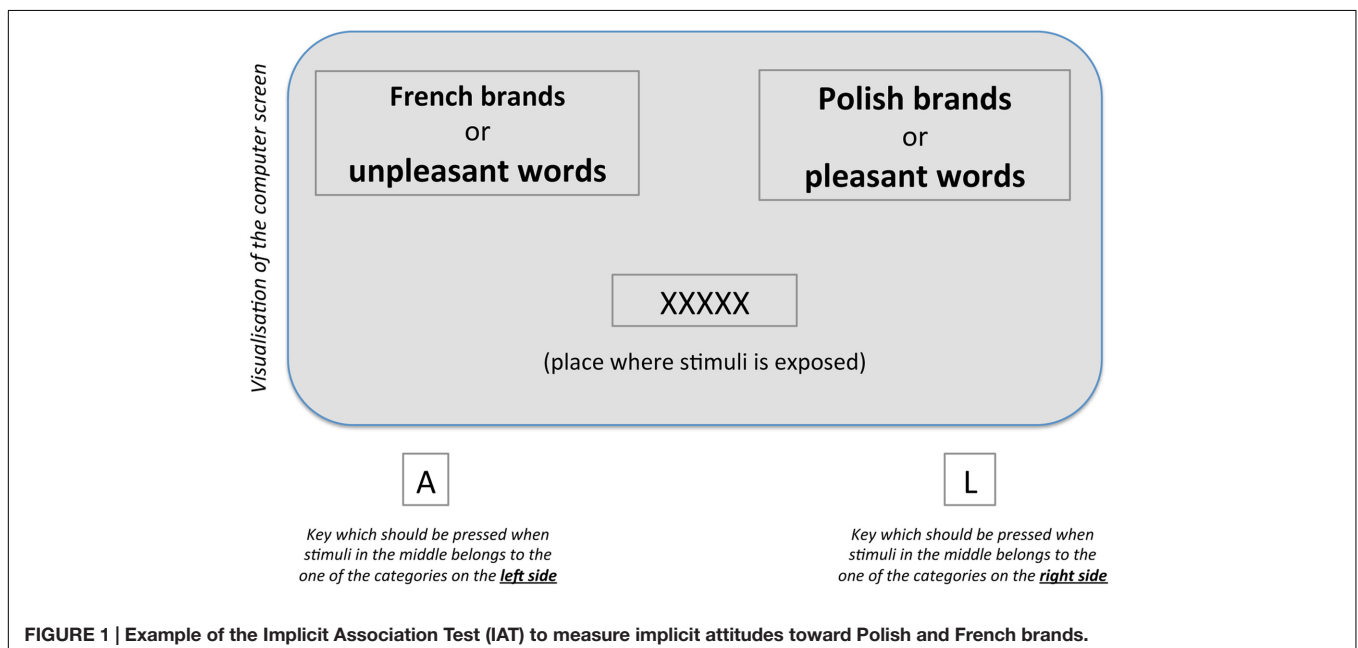 Visualisation of the computer screen
French brands
or
unpleasant words
Polish brands
or
pleasant words
XXXXX
(place where stimuli is exposed)
A
Key which should be pressed when
stimuli in the middle belongs to the
one of the categories on the left side
L
Key which should be pressed when
stimuli in the middle belongs to the
one of the categories on the right side
FIGURE 1 | Example of the Implicit Association Test (IAT) to measure implicit attitudes toward Polish and French brands.